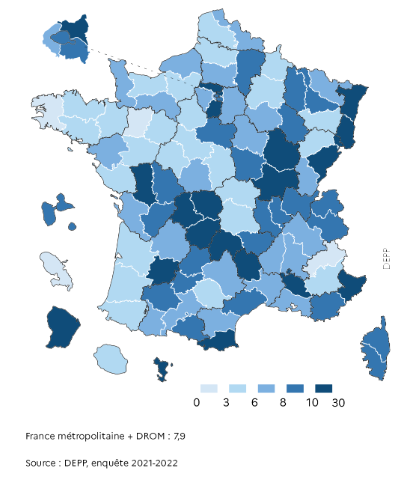 DEPP
0 3 6 8 10 30
France métropolitaine + DROM : 7,9
Source : DEPP, enquête 2021-2022